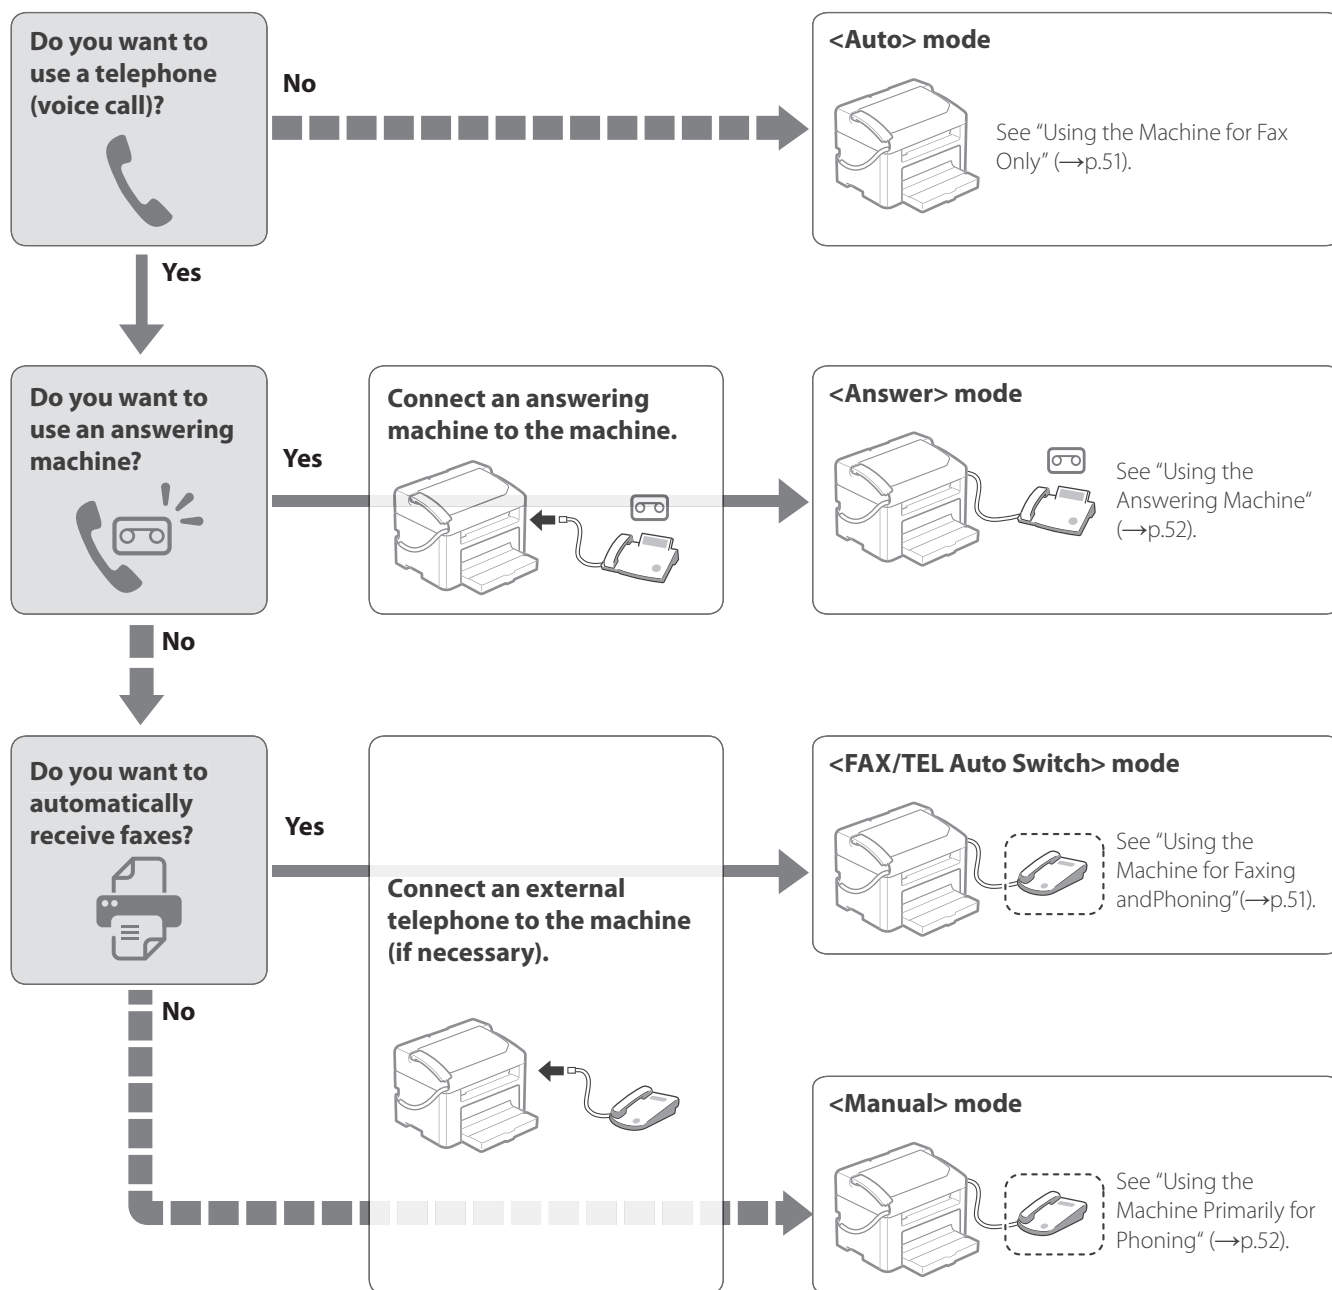 Do you want to
use a telephone
(voice call)?
No
<Auto> mode
See “Using the Machine for Fax
Only” (→p.51).
Yes
Do you want to
use an answering
machine?
Yes
Connect an answering
machine to the machine.
<Answer> mode
See “Using the
Answering Machine“
(→p.52).
No
Do you want to
automatically
receive faxes?
Yes
Connect an external
telephone to the machine
(if necessary).
<FAX/TEL Auto Switch> mode
See “Using the
Machine for Faxing
andPhoning”(→p.51).
No
<Manual> mode
See “Using the
Machine Primarily for
Phoning“ (→p.52).